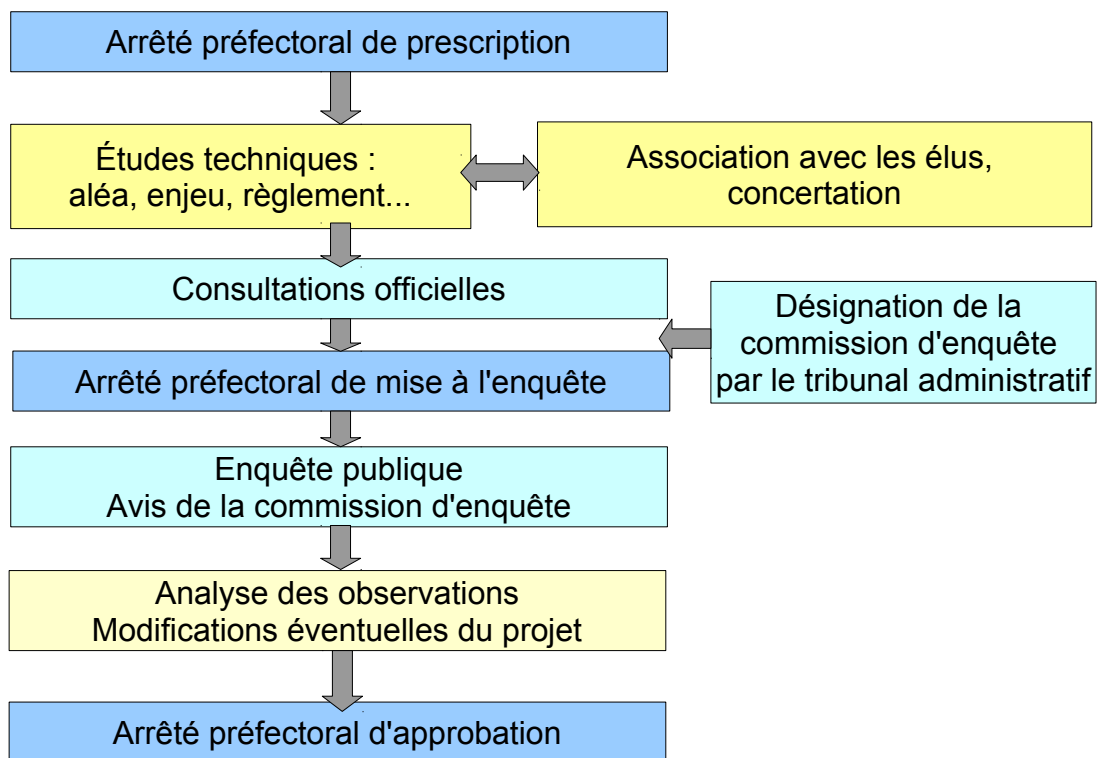 Arrêté préfectoral de prescription
Études techniques :
aléa, enjeu, règlement...
Association avec les élus,
concertation
Consultations officielles
Désignation de la
commission d'enquête
par le tribunal administratif
Arrêté préfectoral de mise à l'enquête
Enquête publique
Avis de la commission d'enquête
Analyse des observations
Modifications éventuelles du projet
Arrêté préfectoral d'approbation